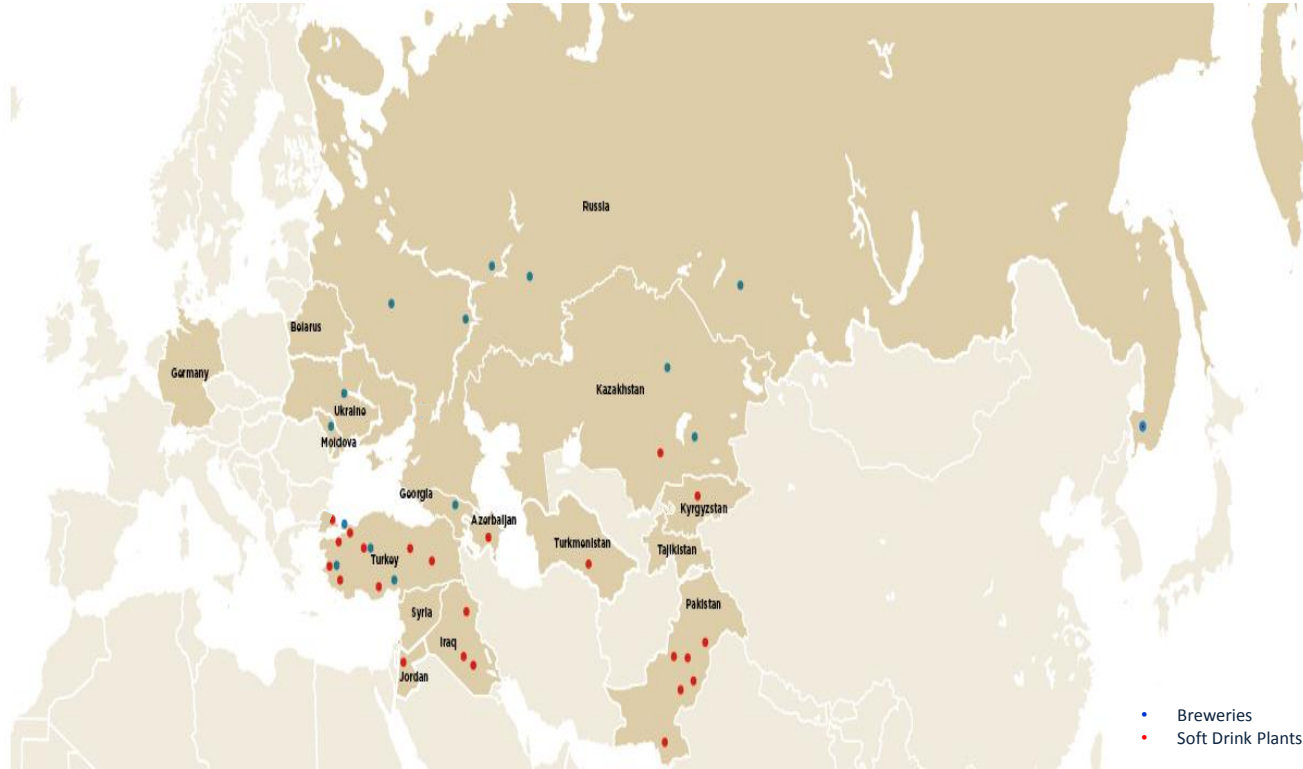 Russia
Belarus
Germany
Kazakhstan
Ukraine
Moldova
Georgia
Kyrgyzstan
Azerbaijan
Turkmenistan
Tajikistan
Turkey
Pakistan
Syria
Iraq
Jordan
Breweries
Soft Drink Plants